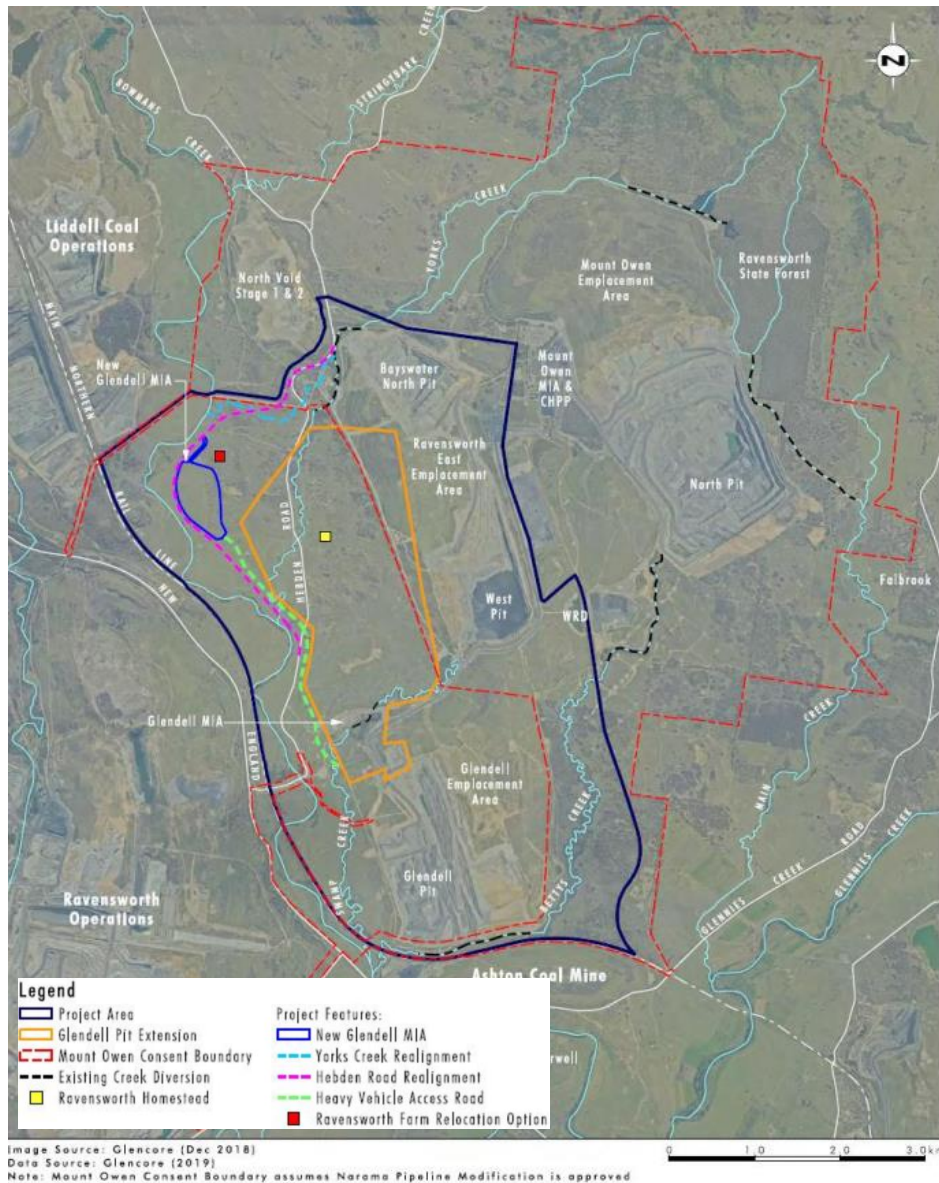 N
BOWMANS
CREEK
STRINGYBARK
CREEK
Liddell Coal
Operations
YORKS
CREEK
North Void
Stage 1 & 2
Mount Owen
Emplacement
Area
Ravensworth
State Forest
MAIN
NORTHERN
RAIL
LINE
New
Glendell MIA
Bayswater
North Pit
Mount
Owen
MIA &
CHPP
Ravensworth
East
Emplacement
Area
North Pit
HEBDEN
ROAD
West
Pit
WRD
Falbrook
NEW
ENGLAND
Glendell MIA
Glendell
Emplacement
Area
MAIN
CREEK
BETTYS
CREEK
SWAMP
CREEK
Glendell
Pit
GLENNIES
CREEK
ROAD
GLENNIES CREEK
Ravensworth
Operations
Ashton Coal Mine
Legend
Project Area
Glendell Pit Extension
Mount Owen Consent Boundary
Existing Creek Diversion
Ravensworth Homestead
Project Features:
New Glendell MIA
Yorks Creek Realignment
Hebden Road Realignment
Heavy Vehicle Access Road
Ravensworth Farm Relocation Option
Image Source: Glencore (Dec 2018)
Data Source: Glencore (2019)
Note: Mount Owen Consent Boundary assumes Narama Pipeline Modification is approved
0 1.0 2.0 3.0km